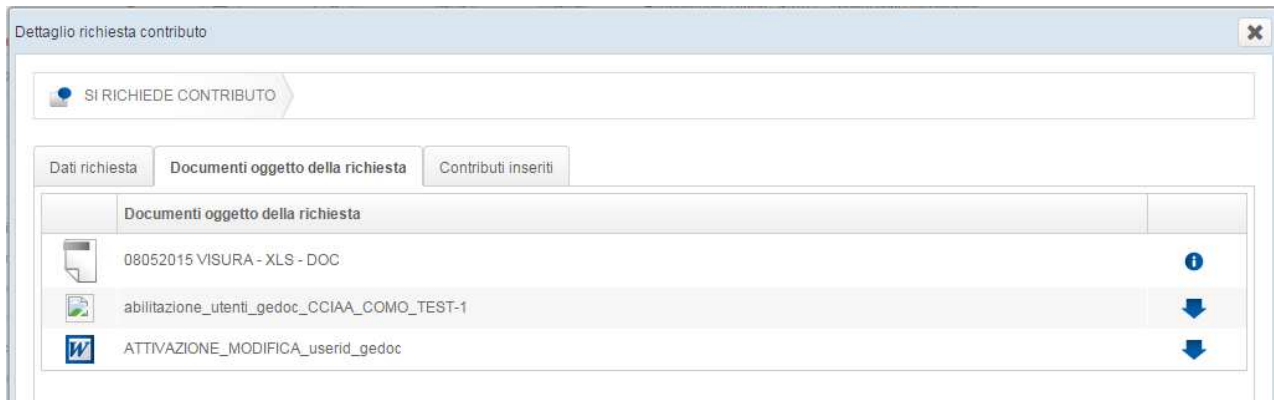 Dettaglio richiesta contributo
SI RICHIEDE CONTRIBUTO
Dati richiesta
Documenti oggetto della richiesta
Contributi inseriti
Documenti oggetto della richiesta
08052015 VISURA - XLS - DOC
abilitazione_utenti_gedoc_CCIAA_COMO_TEST-1
ATTIVAZIONE_MODIFICA_userid_gedoc